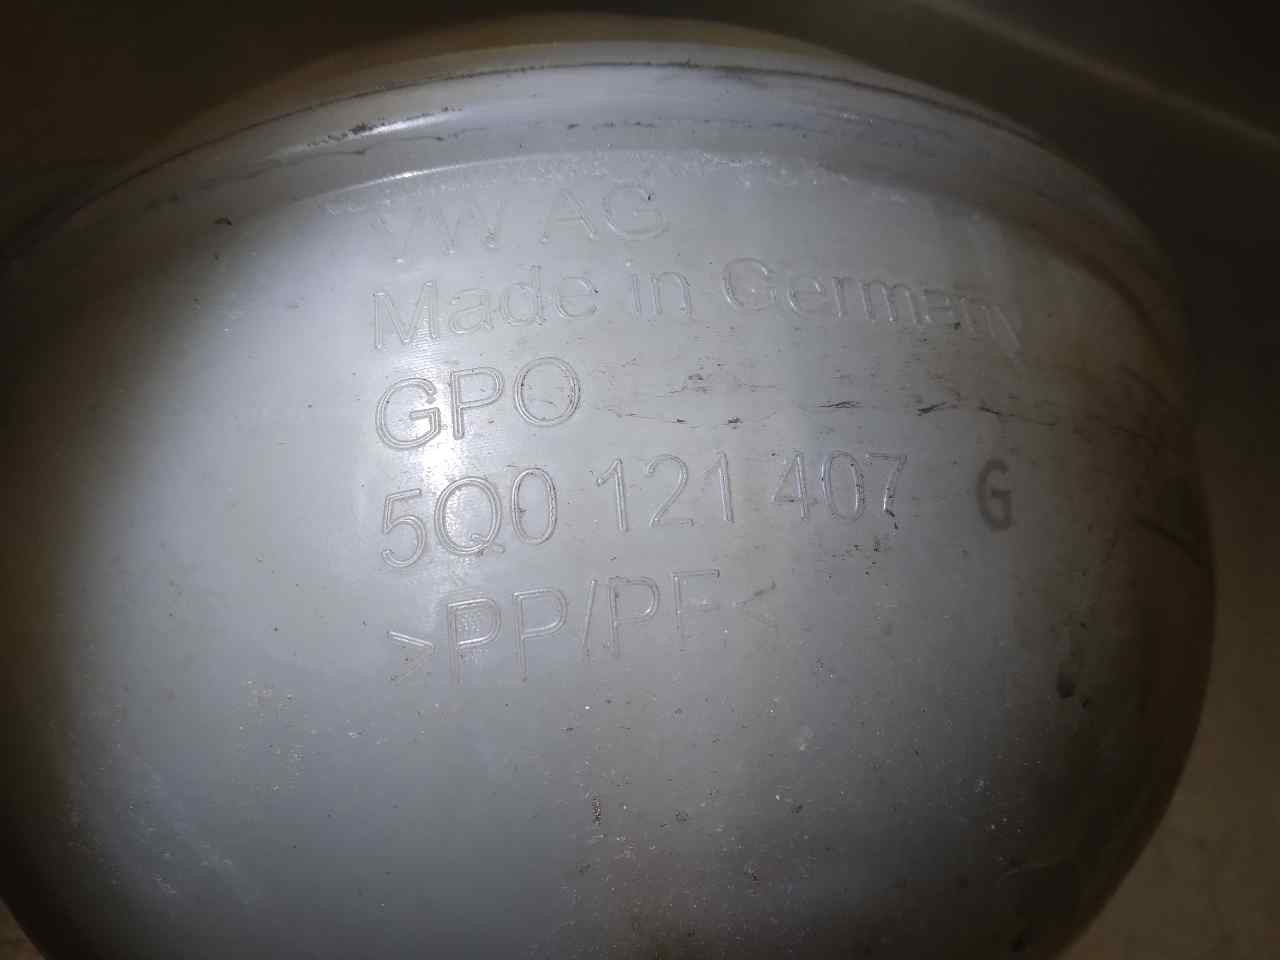 VW AG
Made in Germany
GPO
5Q0 121 407 G
>PP/PE<